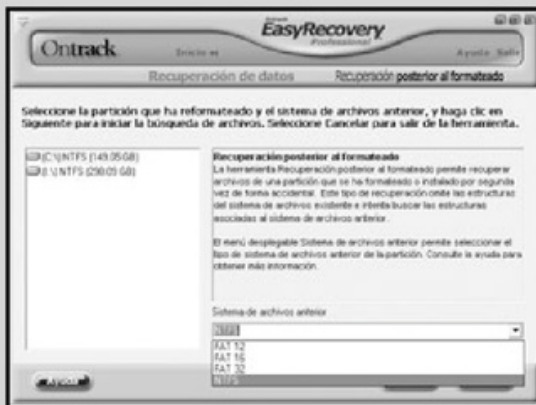 Ontrack
EasyRecovery
Professional
Inicio
Ayuda Salir
Recuperación de datos
Recuperación posterior al formateado
Seleccione la partición que ha reformateado y el sistema de archivos anterior, y haga clic en
Siguiente para iniciar la búsqueda de archivos. Seleccione Cancelar para salir de la herramienta.
(C:\) NTFS (149.05 GB)
(I:\) NTFS (298.09 GB)
Recuperación posterior al formateado
La herramienta Recuperación posterior al formateado permite recuperar
archivos de una partición que se ha formateado o instalado por segunda
vez de forma accidental. Este tipo de recuperación omite las estructuras
del sistema de archivos existente e intenta buscar las estructuras
asociadas al sistema de archivos anterior.
El menú desplegable Sistema de archivos anterior permite seleccionar el
tipo de sistema de archivos anterior de la partición. Consulte la ayuda para
obtener más información.
Sistema de archivos anterior
FAT 12
FAT 16
FAT 32
NTFS
Ayuda